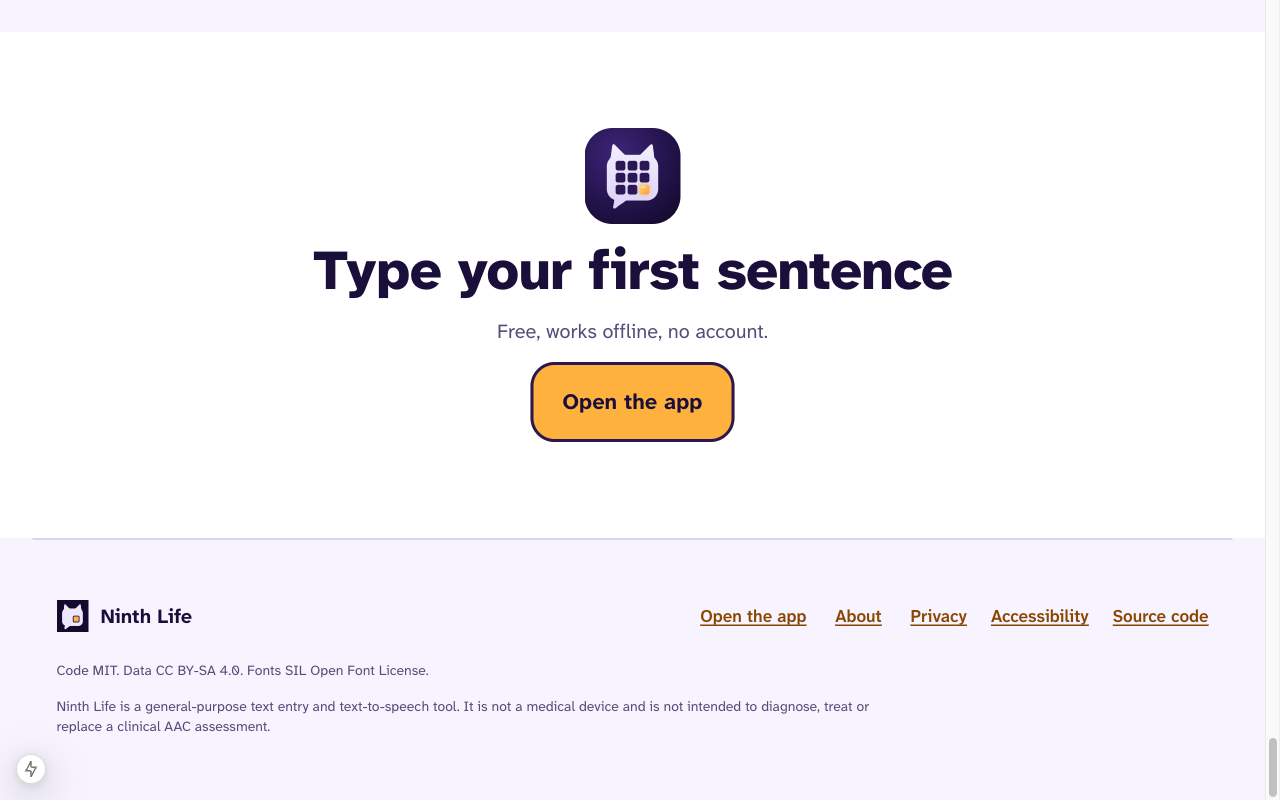 Type your first sentence
Free, works offline, no account.
Open the app
Ninth Life
Open the app About Privacy Accessibility Source code
Code MIT. Data CC BY-SA 4.0. Fonts SIL Open Font License.
Ninth Life is a general-purpose text entry and text-to-speech tool. It is not a medical device and is not intended to diagnose, treat or
replace a clinical AAC assessment.